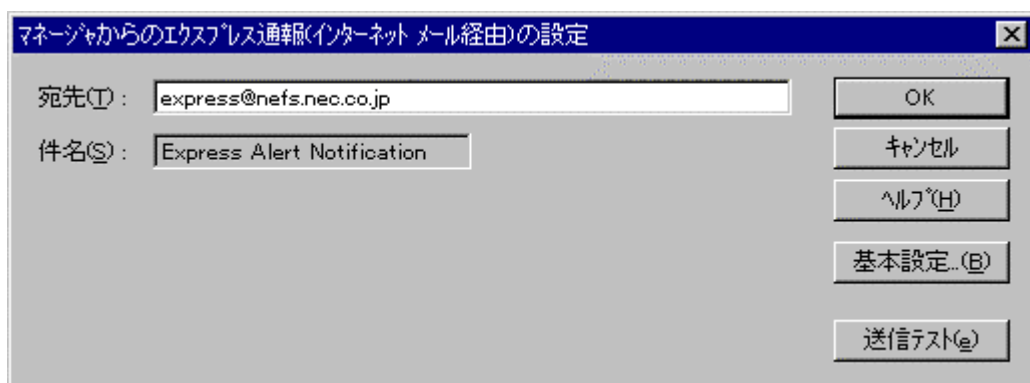 マネージャからのエクスプレス通報(インターネット メール経由)の設定
宛先(T) : express@nefs.nec.co.jp
件名(S) : Express Alert Notification
OK
キャンセル
ヘルプ(H)
基本設定...(B)
送信テスト(e)